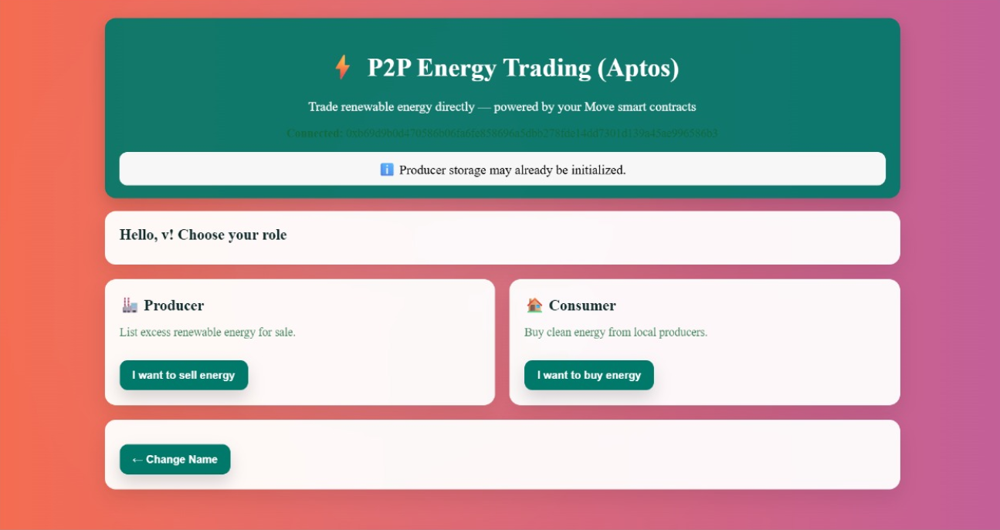 ⚡ P2P Energy Trading (Aptos)
Trade renewable energy directly — powered by your Move smart contracts
Connected:
ℹ️ Producer storage may already be initialized.
Hello, v! Choose your role
🏭 Producer
List excess renewable energy for sale.
I want to sell energy
🏠 Consumer
Buy clean energy from local producers.
I want to buy energy
← Change Name